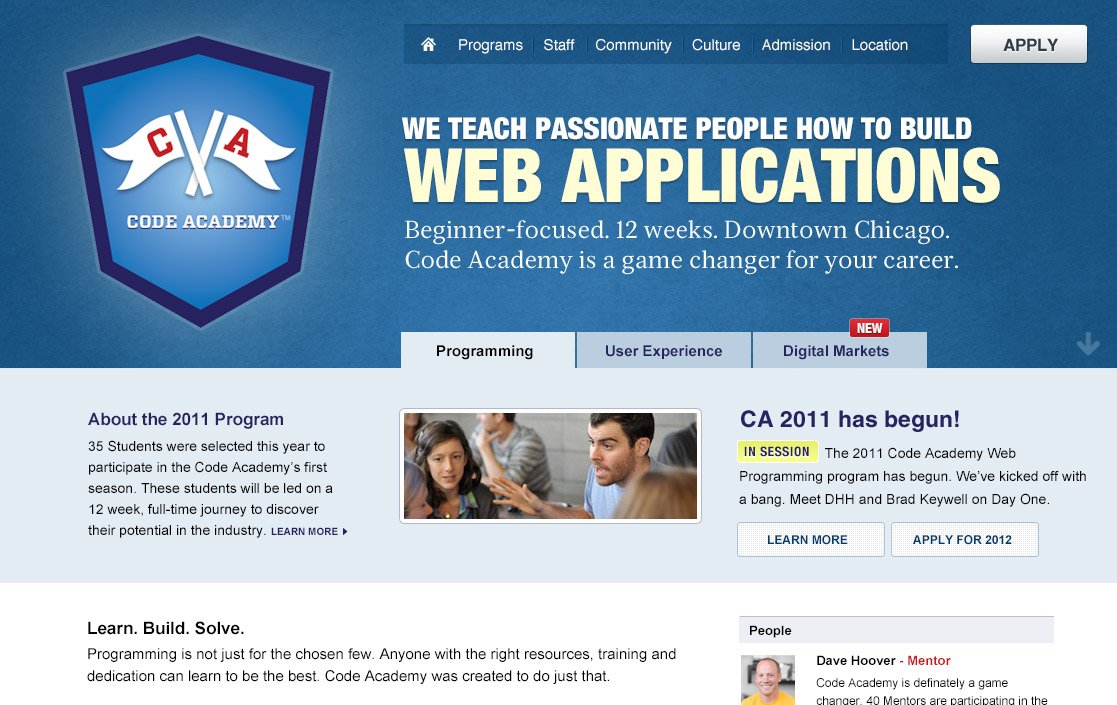 Programs Staff Community Culture Admission Location
APPLY
C A
CODE ACADEMY™
WE TEACH PASSIONATE PEOPLE HOW TO BUILD
WEB APPLICATIONS
Beginner-focused. 12 weeks. Downtown Chicago.
Code Academy is a game changer for your career.
NEW
Programming User Experience Digital Markets
About the 2011 Program
35 Students were selected this year to
participate in the Code Academy’s first
season. These students will be led on a
12 week, full-time journey to discover
their potential in the industry. LEARN MORE
CA 2011 has begun!
IN SESSION The 2011 Code Academy Web
Programming program has begun. We’ve kicked off with
a bang. Meet DHH and Brad Keywell on Day One.
LEARN MORE APPLY FOR 2012
Learn. Build. Solve.
Programming is not just for the chosen few. Anyone with the right resources, training and
dedication can learn to be the best. Code Academy was created to do just that.
People
Dave Hoover - Mentor
Code Academy is definately a game
changer. 40 Mentors are participating in the